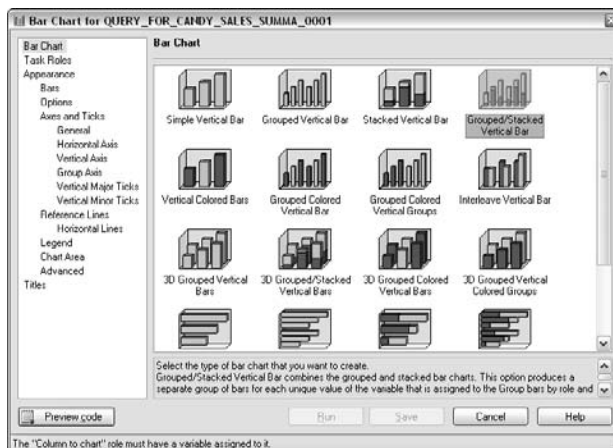 Bar Chart for QUERY_FOR_CANDY_SALES_SUMMA_0001
Bar Chart
Task Roles
Appearance
Bars
Options
Axes and Ticks
General
Horizontal Axis
Vertical Axis
Group Axis
Vertical Major Ticks
Vertical Minor Ticks
Reference Lines
Horizontal Lines
Legend
Chart Area
Advanced
Titles
Bar Chart
Simple Vertical Bar
Grouped Vertical Bar
Stacked Vertical Bar
Grouped/Stacked
Vertical Bar
Vertical Colored Bars
Grouped Colored
Vertical Bar
Grouped Colored
Vertical Groups
Interleave Vertical Bar
3D Grouped Vertical
Bars
3D Grouped/Stacked
Vertical Bars
3D Grouped Colored
Vertical Bars
3D Grouped Vertical
Colored Groups
Select the type of bar chart that you want to create.
Grouped/Stacked Vertical Bar combines the grouped and stacked bar charts. This option produces a
separate group of bars for each unique value of the variable that is assigned to the Group bars by role and
Preview code
Run
Save
Cancel
Help
The "Column to chart" role must have a variable assigned to it.